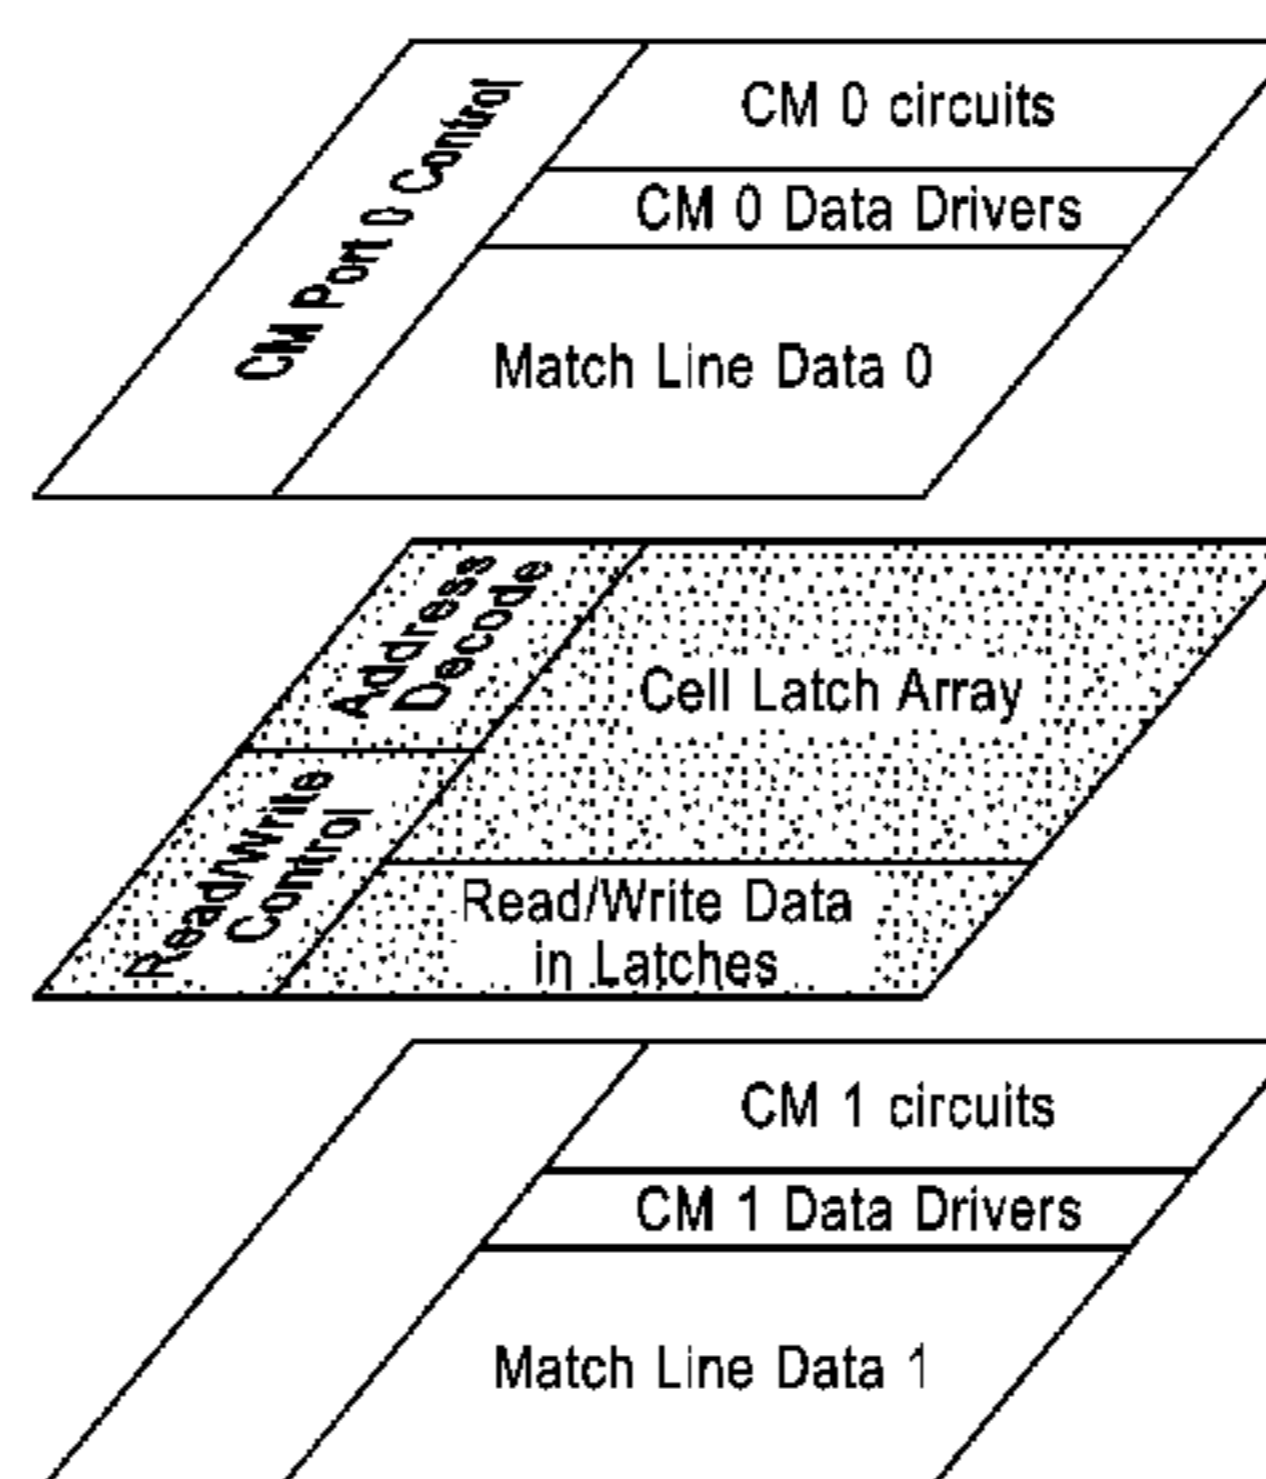 CM Port 0 Control
CM 0 circuits
CM 0 Data Drivers
Match Line Data 0
Address
Decode
Cell Latch Array
Read/Write
Control
Read/Write Data
in Latches
CM 1 circuits
CM 1 Data Drivers
Match Line Data 1